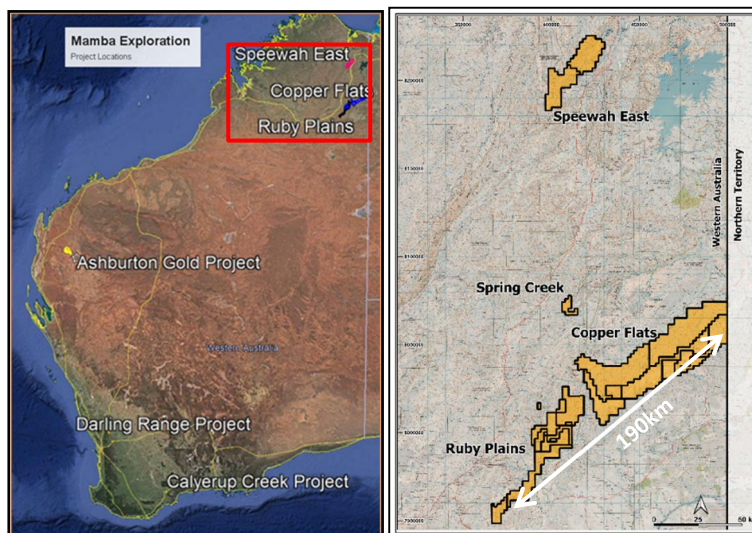 Mamba Exploration
Project Locations
Speewah East
Copper Flats
Ruby Plains
Ashburton Gold Project
Western Australia
Darling Range Project
Calyerup Creek Project
Speewah East
Western Australia
Northern Territory
Spring Creek
Copper Flats
Ruby Plains
190km
0 25 50 k